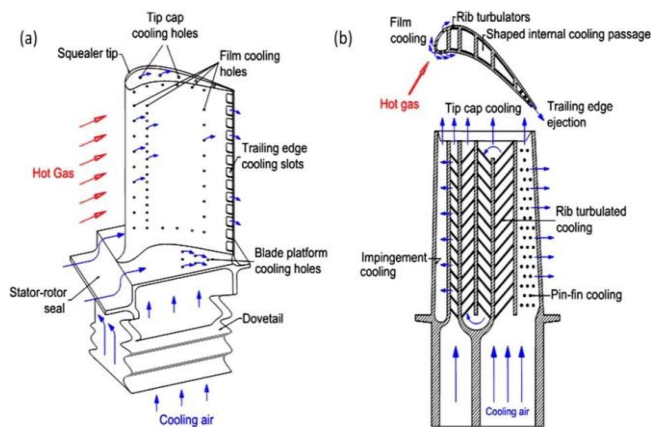 (a)
Tip cap
cooling holes
Squealer tip
Film cooling
holes
Hot Gas
Trailing edge
cooling slots
Blade platform
cooling holes
Stator-rotor
seal
Dovetail
Cooling air
(b)
Film
cooling
Rib turbulators
Shaped internal cooling passage
Hot gas
Tip cap cooling
Trailing edge
ejection
Impingement
cooling
Rib turbulated
cooling
Pin-fin cooling
Cooling air